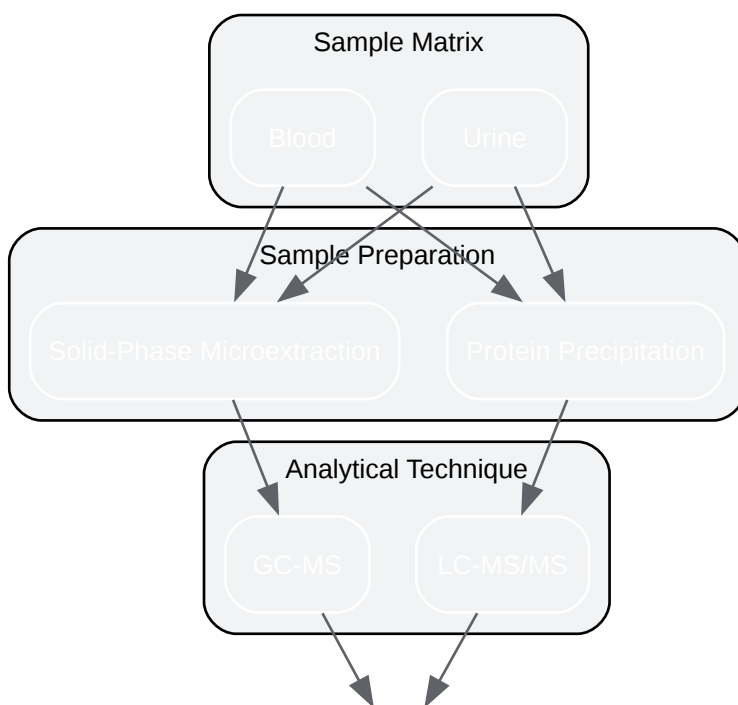 Sample Matrix
Blood
Urine
Sample Preparation
Solid-Phase Microextraction
Protein Precipitation
Analytical Technique
GC-MS
LC-MS/MS